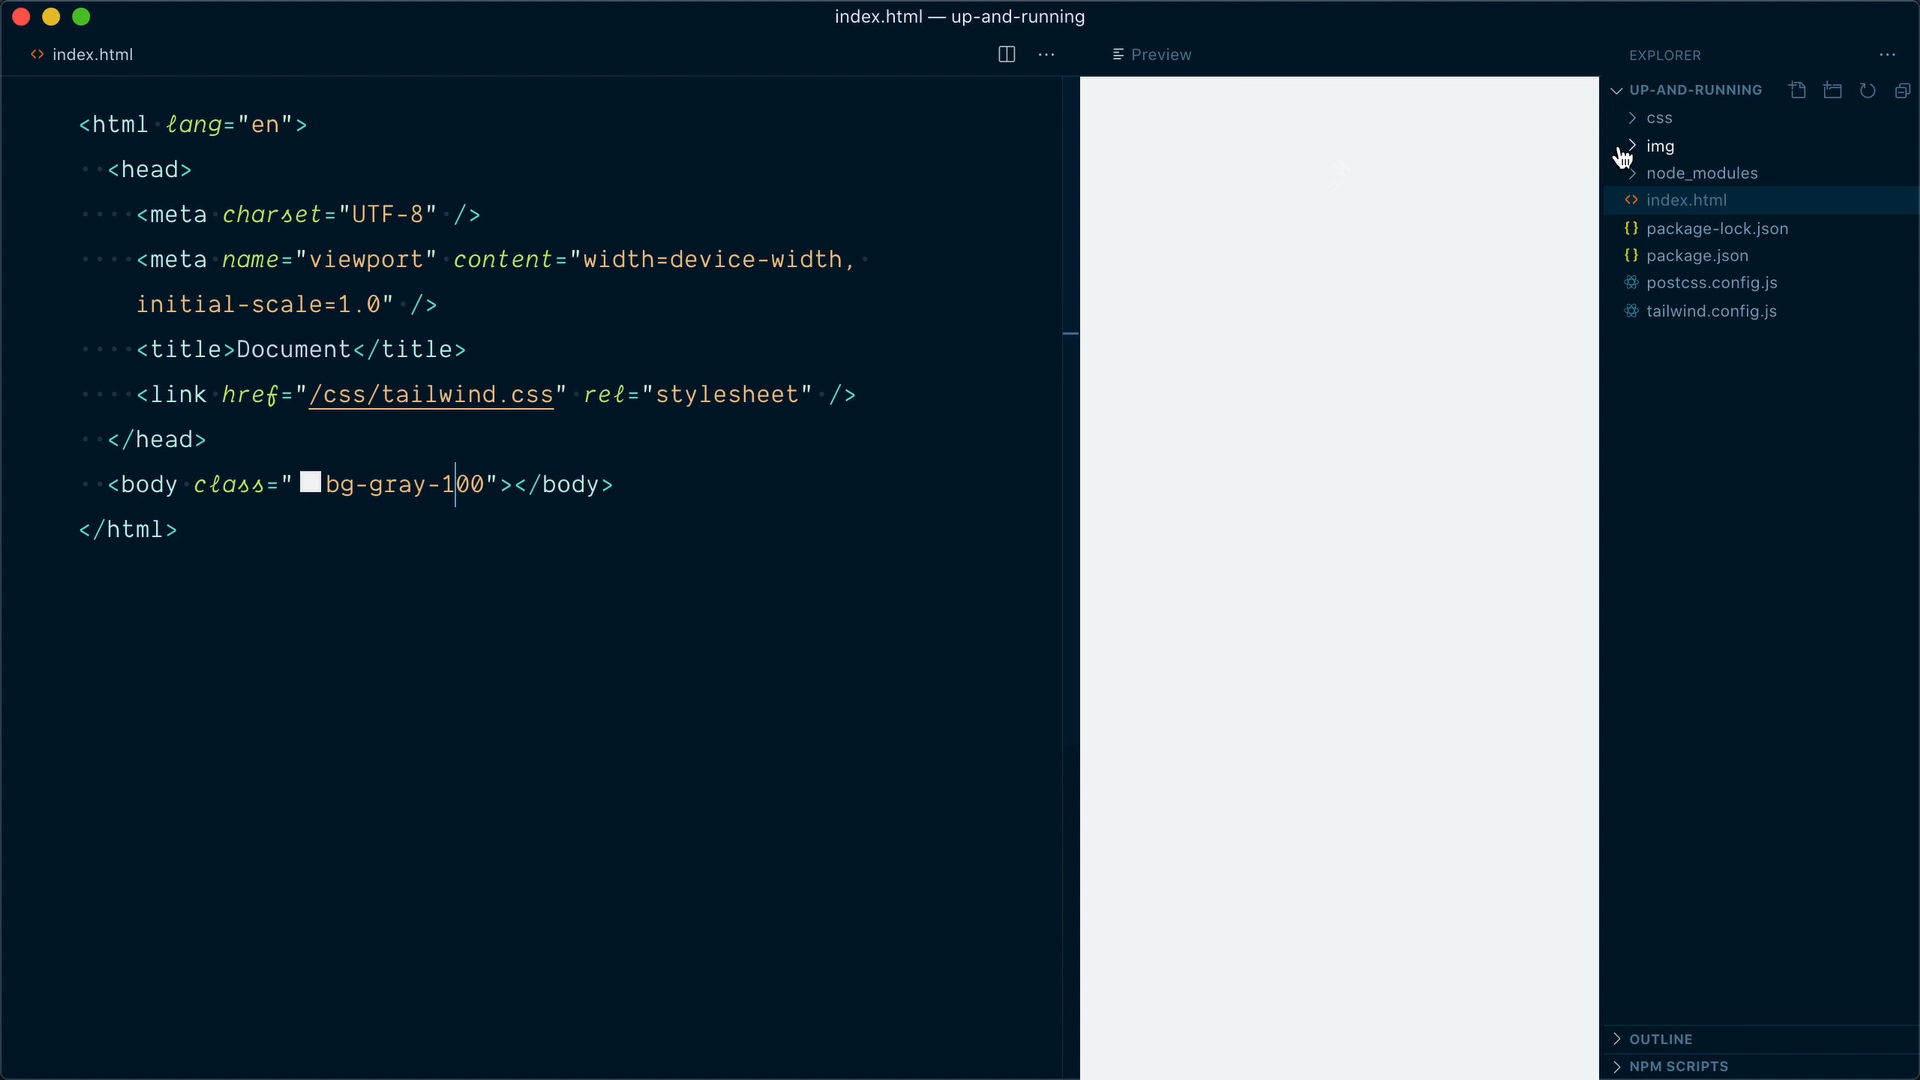 index.html — up-and-running
index.html
Preview
EXPLORER
<html lang="en">
<head>
<meta charset="UTF-8" />
<meta name="viewport" content="width=device-width,
initial-scale=1.0" />
<title>Document</title>
<link href="/css/tailwind.css" rel="stylesheet" />
</head>
<body class="bg-gray-100"></body>
</html>
UP-AND-RUNNING
css
img
node_modules
index.html
package-lock.json
package.json
postcss.config.js
tailwind.config.js
OUTLINE
NPM SCRIPTS